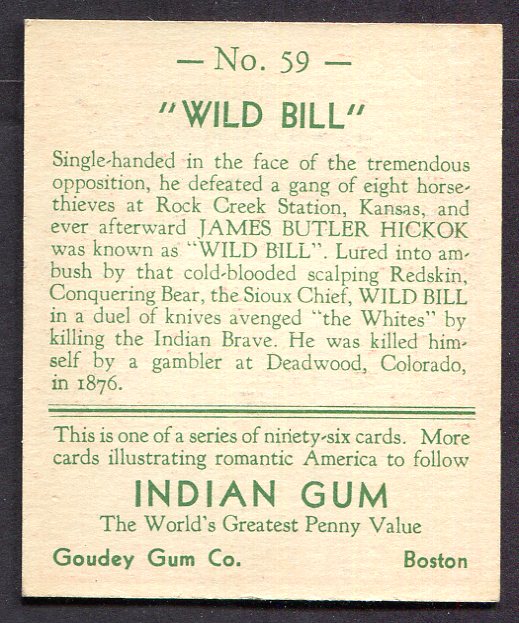 — No. 59 —
"WILD BILL"
Single-handed in the face of the tremendous
opposition, he defeated a gang of eight horse-
thieves at Rock Creek Station, Kansas, and
ever afterward JAMES BUTLER HICKOK
was known as "WILD BILL". Lured into am-
bush by that cold-blooded scalping Redskin,
Conquering Bear, the Sioux Chief, WILD BILL
in a duel of knives avenged "the Whites" by
killing the Indian Brave. He was killed him-
self by a gambler at Deadwood, Colorado,
in 1876.
This is one of a series of ninety-six cards. More
cards illustrating romantic America to follow
INDIAN GUM
The World's Greatest Penny Value
Goudey Gum Co. Boston